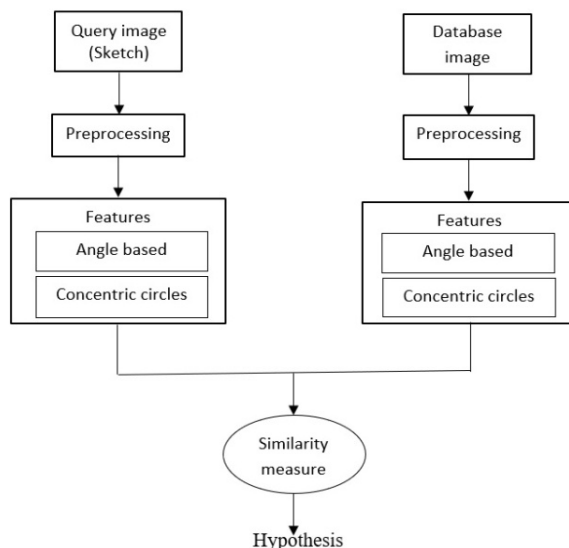 Query image
(Sketch)
Database
image
Preprocessing
Preprocessing
Features
Angle based
Concentric circles
Features
Angle based
Concentric circles
Similarity
measure
Hypothesis